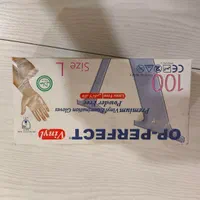 OP-PERFECT
Vinyl
Premium Vinyl Examination Gloves
Powder Free
Size L
100